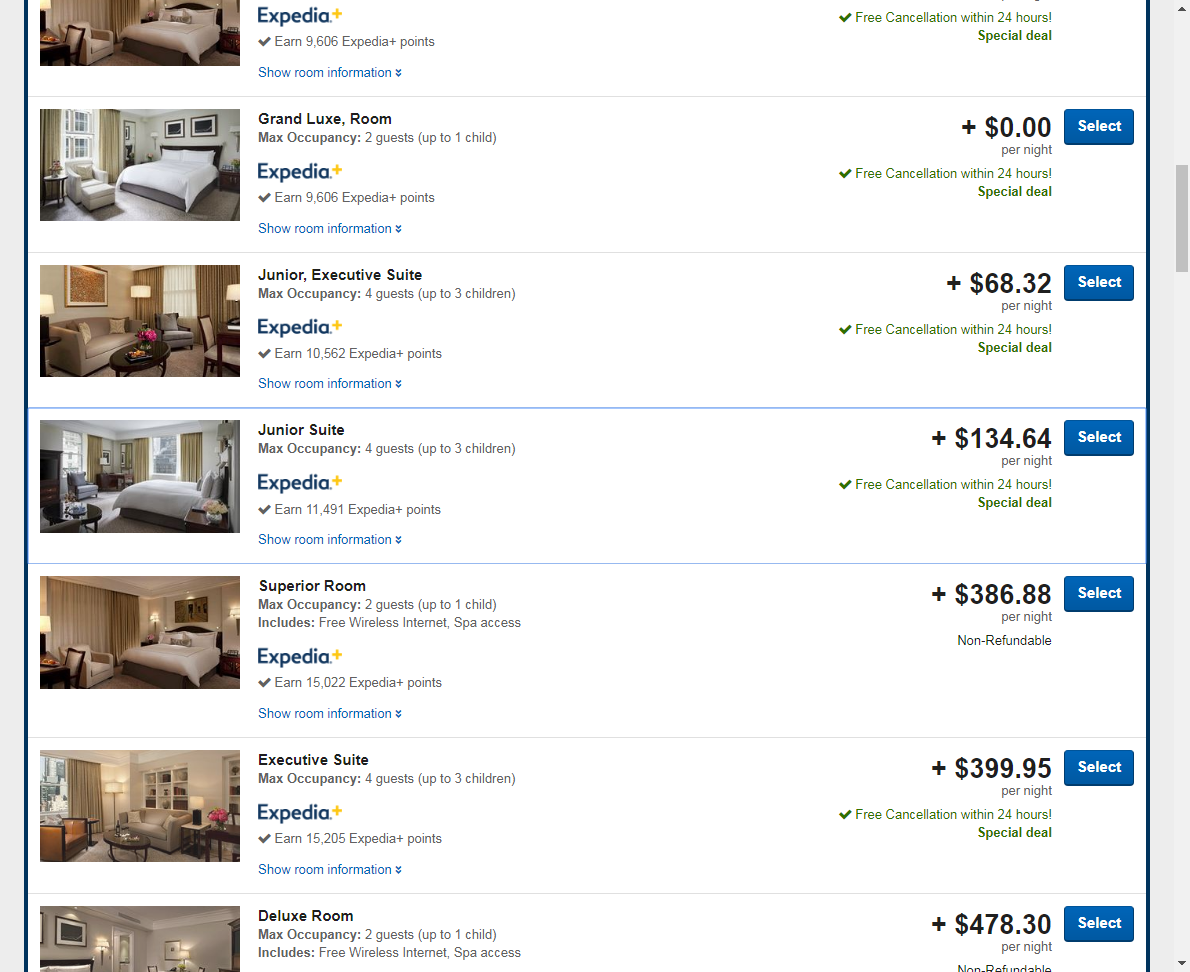 Expedia+
Earn 9,606 Expedia+ points
Show room information
Free Cancellation within 24 hours!
Special deal
Grand Luxe, Room
Max Occupancy: 2 guests (up to 1 child)
Expedia+
Earn 9,606 Expedia+ points
Show room information
+ $0.00
per night
Free Cancellation within 24 hours!
Special deal
Select
Junior, Executive Suite
Max Occupancy: 4 guests (up to 3 children)
Expedia+
Earn 10,562 Expedia+ points
Show room information
+ $68.32
per night
Free Cancellation within 24 hours!
Special deal
Select
Junior Suite
Max Occupancy: 4 guests (up to 3 children)
Expedia+
Earn 11,491 Expedia+ points
Show room information
+ $134.64
per night
Free Cancellation within 24 hours!
Special deal
Select
Superior Room
Max Occupancy: 2 guests (up to 1 child)
Includes: Free Wireless Internet, Spa access
Expedia+
Earn 15,022 Expedia+ points
Show room information
+ $386.88
per night
Non-Refundable
Select
Executive Suite
Max Occupancy: 4 guests (up to 3 children)
Expedia+
Earn 15,205 Expedia+ points
Show room information
+ $399.95
per night
Free Cancellation within 24 hours!
Special deal
Select
Deluxe Room
Max Occupancy: 2 guests (up to 1 child)
Includes: Free Wireless Internet, Spa access
+ $478.30
per night
Non-Refundable
Select